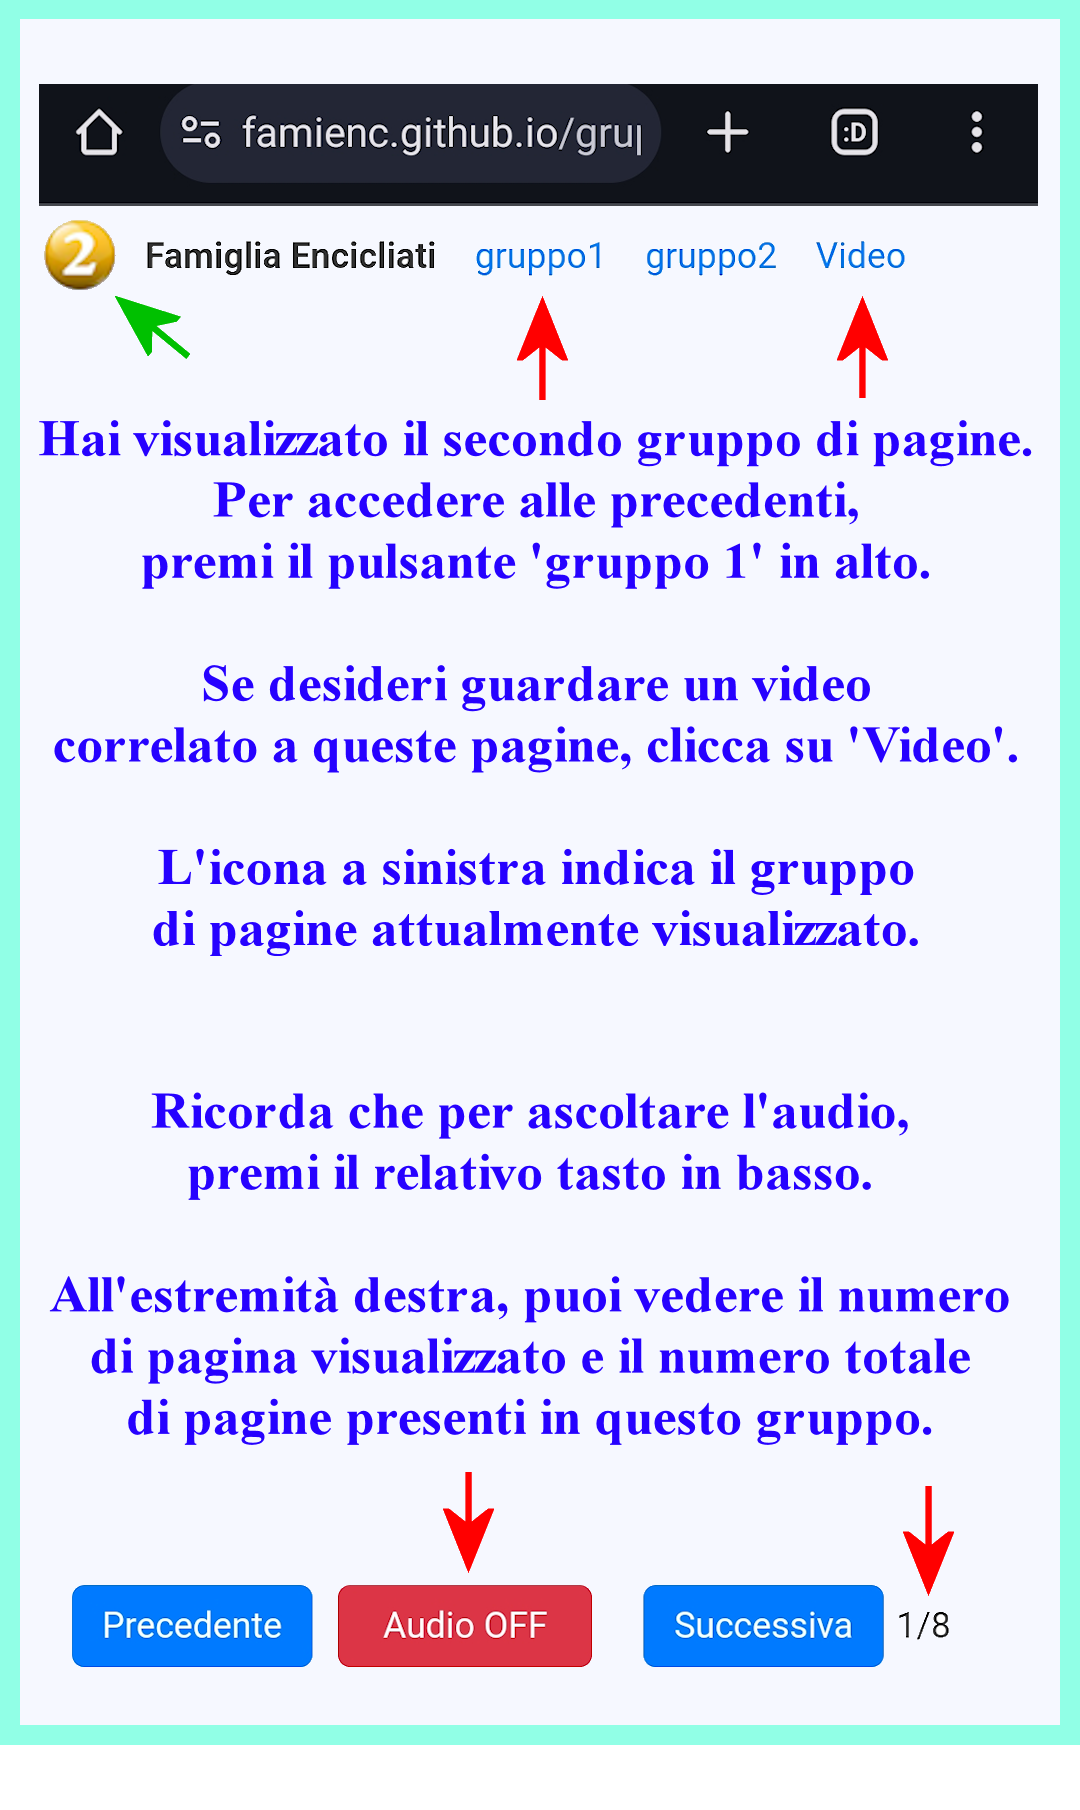 famienc.github.io/gru
:D
2
Famiglia Encicliati gruppo1 gruppo2 Video
Hai visualizzato il secondo gruppo di pagine.
Per accedere alle precedenti,
premi il pulsante 'gruppo 1' in alto.
Se desideri guardare un video
correlato a queste pagine, clicca su 'Video'.
L'icona a sinistra indica il gruppo
di pagine attualmente visualizzato.
Ricorda che per ascoltare l'audio,
premi il relativo tasto in basso.
All'estremità destra, puoi vedere il numero
di pagina visualizzato e il numero totale
di pagine presenti in questo gruppo.
Precedente Audio OFF Successiva 1/8